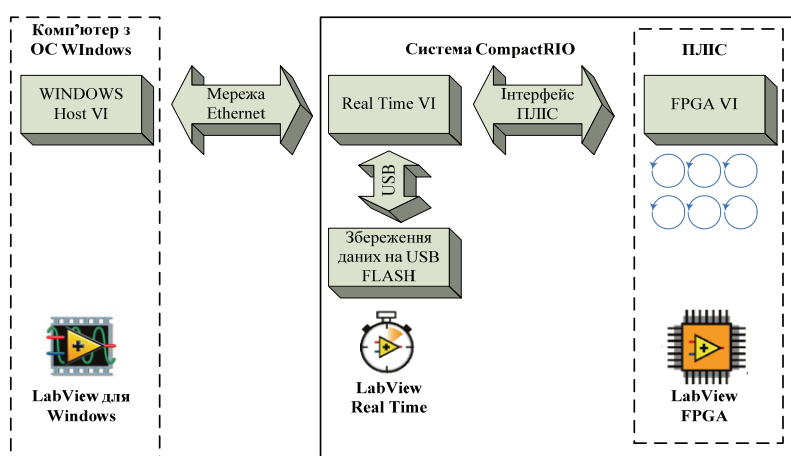 Комп’ютер з
ОС WIndows
Система CompactRIO
ПЛІС
WINDOWS
Host VI
Мережа
Ethernet
Real Time VI
Інтерфейс
ПЛІС
FPGA VI
USB
Збереження
даних на USB
FLASH
LabView для
Windows
LabView
Real Time
LabView
FPGA